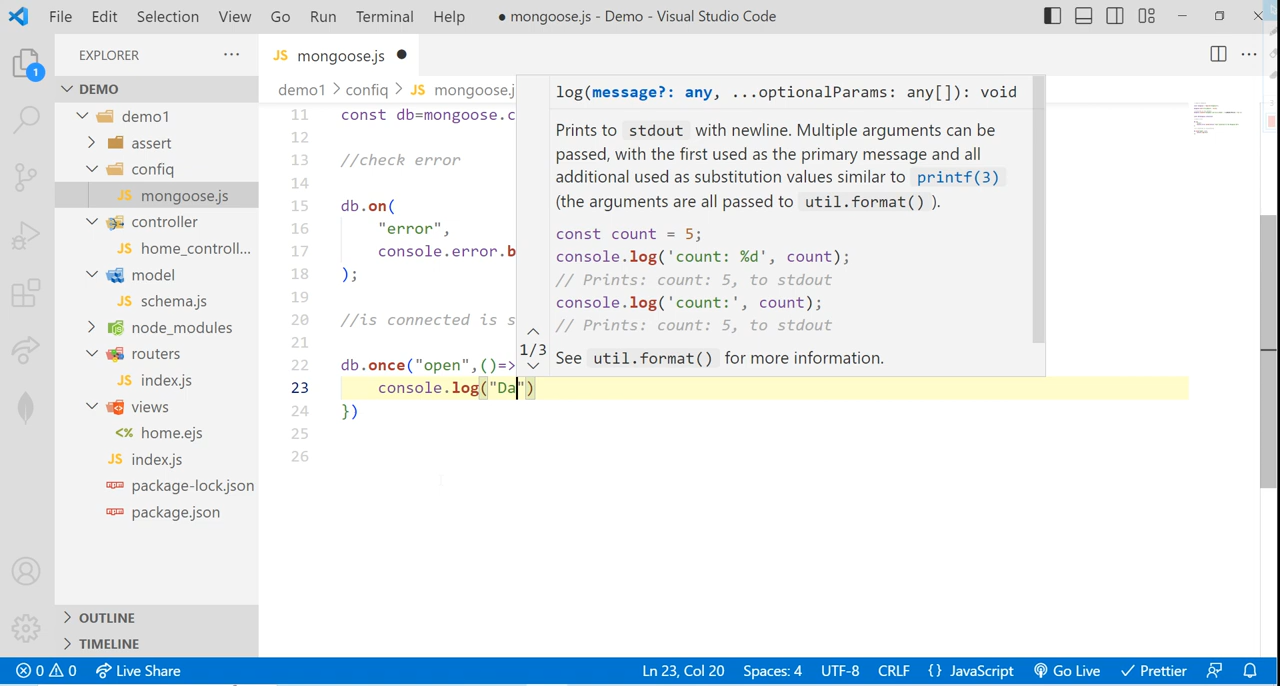 File Edit Selection View Go Run Terminal Help ● mongoose.js - Demo - Visual Studio Code
EXPLORER ···
JS mongoose.js ●
1
DEMO
demo1
assert
confiq
JS mongoose.js
controller
JS home_controll...
model
JS schema.js
node_modules
routers
JS index.js
views
<% home.ejs
JS index.js
package-lock.json
package.json
OUTLINE
TIMELINE
demo1 > confiq > JS mongoose.j
11 const db=mongoose.c
12
13 //check error
14
15 db.on(
16 "error",
17 console.error.b
18 );
19
20 //is connected is s
21
22 db.once("open",()=>
23 console.log("Da")
24 })
25
26
log(message?: any, ...optionalParams: any[]): void
Prints to stdout with newline. Multiple arguments can be
passed, with the first used as the primary message and all
additional used as substitution values similar to printf(3)
(the arguments are all passed to util.format() ).
const count = 5;
console.log('count: %d', count);
// Prints: count: 5, to stdout
console.log('count:', count);
// Prints: count: 5, to stdout
1/3
See util.format() for more information.
0 0 Live Share Ln 23, Col 20 Spaces: 4 UTF-8 CRLF {} JavaScript Go Live Prettier